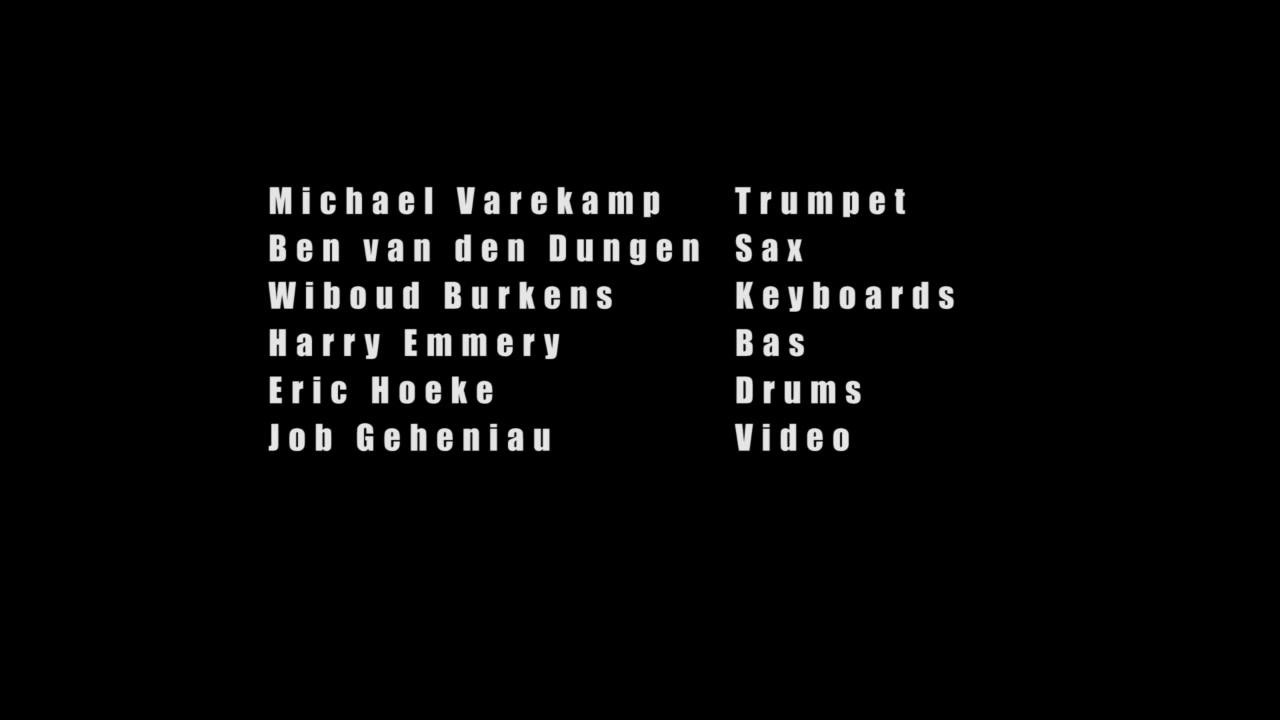 Michael Varekamp Trumpet
Ben van den Dungen Sax
Wiboud Burkens Keyboards
Harry Emmery Bas
Eric Hoeke Drums
Job Geheniau Video